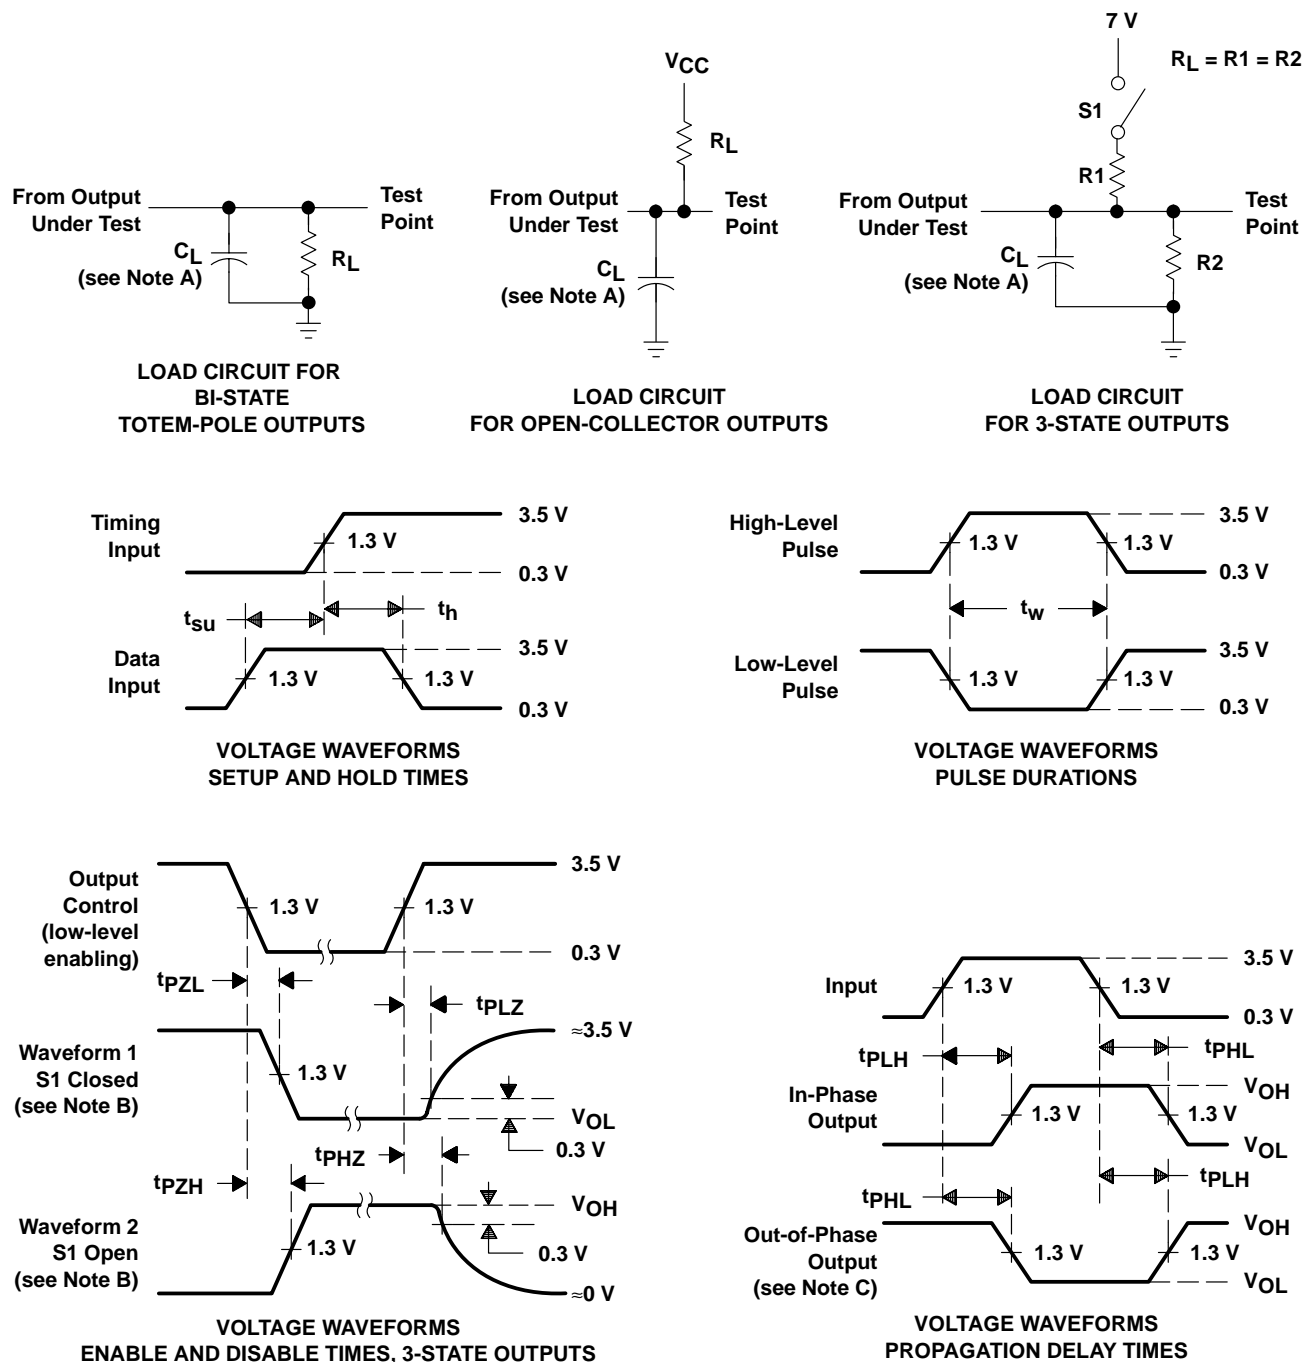 7 V
RL = R1 = R2
S1
R1
From Output
Under Test
Test
Point
CL
(see Note A)
R2
LOAD CIRCUIT
FOR 3-STATE OUTPUTS
VCC
RL
From Output
Under Test
Test
Point
CL
(see Note A)
LOAD CIRCUIT
FOR OPEN-COLLECTOR OUTPUTS
From Output
Under Test
Test
Point
CL
(see Note A)
RL
LOAD CIRCUIT FOR
BI-STATE
TOTEM-POLE OUTPUTS
Timing
Input
1.3 V
3.5 V
0.3 V
tsu
th
Data
Input
1.3 V
1.3 V
3.5 V
0.3 V
VOLTAGE WAVEFORMS
SETUP AND HOLD TIMES
High-Level
Pulse
1.3 V
1.3 V
3.5 V
0.3 V
tw
Low-Level
Pulse
1.3 V
1.3 V
3.5 V
0.3 V
VOLTAGE WAVEFORMS
PULSE DURATIONS
Output
Control
(low-level
enabling)
1.3 V
1.3 V
3.5 V
0.3 V
tPZL
tPLZ
Waveform 1
S1 Closed
(see Note B)
1.3 V
≈3.5 V
VOL
0.3 V
tPZH
tPHZ
Waveform 2
S1 Open
(see Note B)
1.3 V
VOH
0.3 V
≈0 V
VOLTAGE WAVEFORMS
ENABLE AND DISABLE TIMES, 3-STATE OUTPUTS
Input
1.3 V
1.3 V
3.5 V
0.3 V
tPLH
tPHL
In-Phase
Output
1.3 V
1.3 V
VOH
VOL
tPHL
tPLH
Out-of-Phase
Output
(see Note C)
1.3 V
1.3 V
VOH
VOL
VOLTAGE WAVEFORMS
PROPAGATION DELAY TIMES